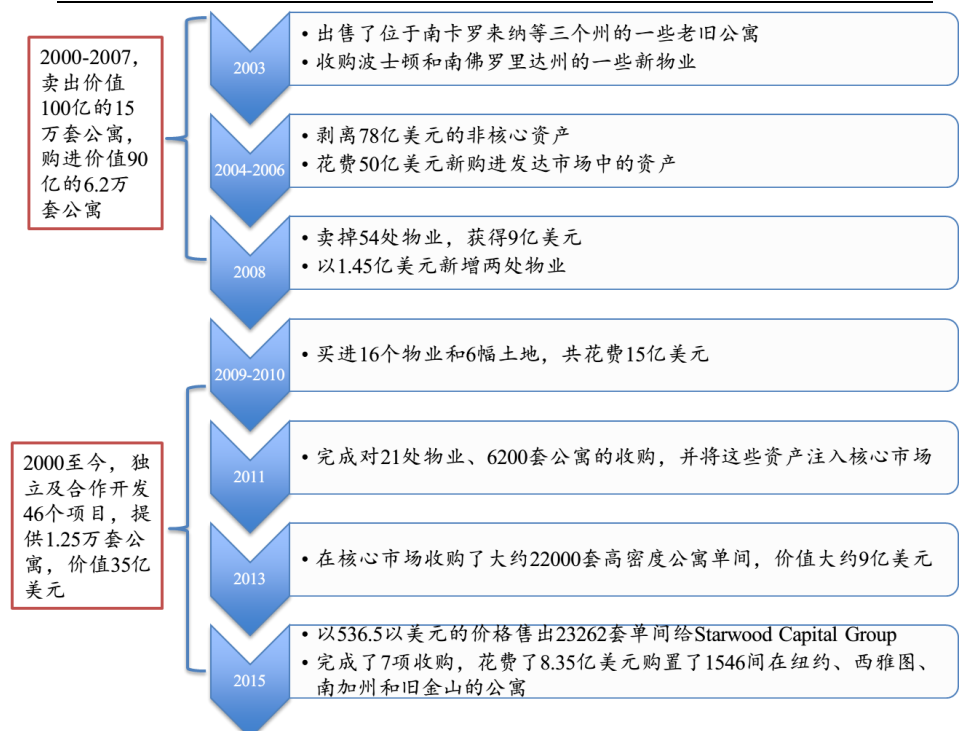 2000-2007,
卖出价值
100亿的15
万套公寓，
购进价值90
亿的6.2万
套公寓
2003
• 出售了位于南卡罗来纳等三个州的一些老旧公寓
• 收购波士顿和南佛罗里达州的一些新物业
2004-2006
• 剥离78亿美元的非核心资产
• 花费50亿美元新购进发达市场中的资产
2008
• 卖掉54处物业，获得9亿美元
• 以1.45亿美元新增两处物业
2009-2010
• 买进16个物业和6幅土地，共花费15亿美元
2000至今，独
立及合作开发
46个项目，提
供1.25万套公
寓，价值35亿
美元
2011
• 完成对21处物业、6200套公寓的收购，并将这些资产注入核心市场
2013
• 在核心市场收购了大约22000套高密度公寓单间，价值大约9亿美元
2015
• 以536.5以美元的价格售出23262套单间给Starwood Capital Group
• 完成了7项收购，花费了8.35亿美元购置了1546间在纽约、西雅图、
南加州和旧金山的公寓